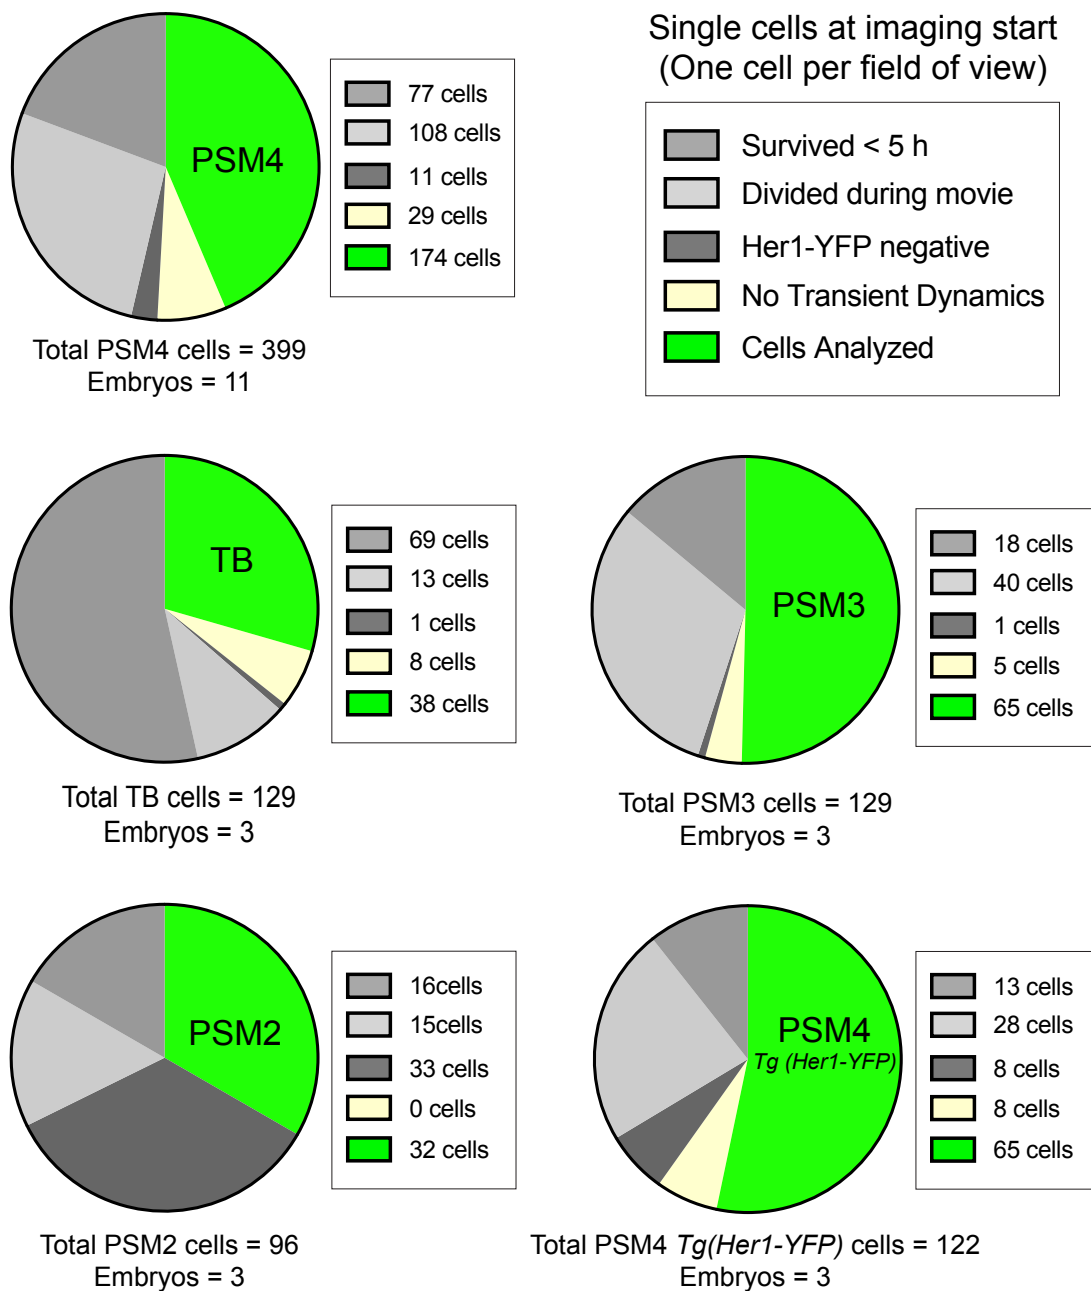 Single cells at imaging start
(One cell per field of view)
Survived < 5 h
Divided during movie
Her1-YFP negative
No Transient Dynamics
Cells Analyzed
PSM4
77 cells
108 cells
11 cells
29 cells
174 cells
Total PSM4 cells = 399
Embryos = 11
TB
69 cells
13 cells
1 cells
8 cells
38 cells
Total TB cells = 129
Embryos = 3
PSM3
18 cells
40 cells
1 cells
5 cells
65 cells
Total PSM3 cells = 129
Embryos = 3
PSM2
16cells
15cells
33 cells
0 cells
32 cells
Total PSM2 cells = 96
Embryos = 3
PSM4
Tg (Her1-YFP)
13 cells
28 cells
8 cells
8 cells
65 cells
Total PSM4 Tg(Her1-YFP) cells = 122
Embryos = 3